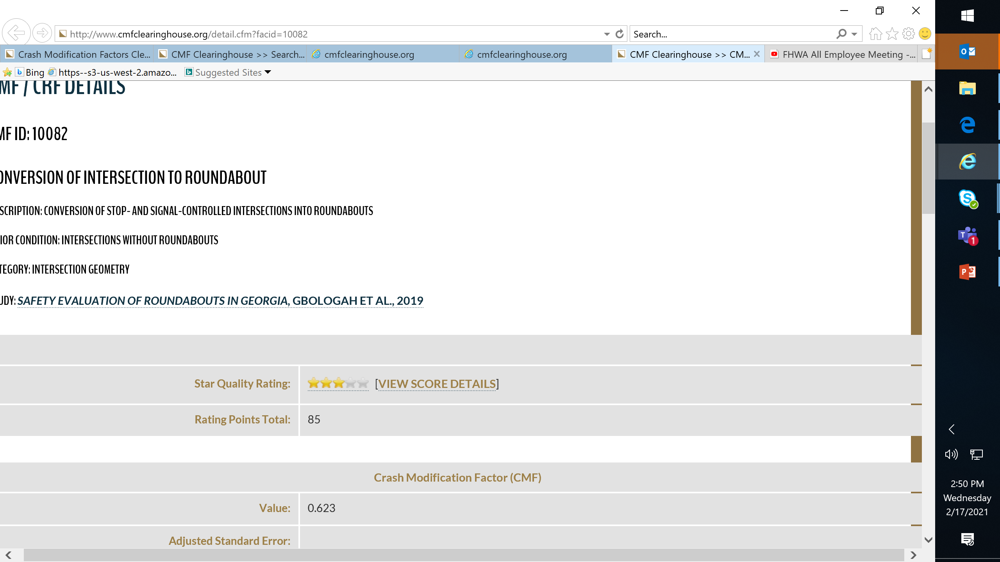 http://www.cmfclearinghouse.org/detail.cfm?facid=10082
Search...
Crash Modification Factors Cle...
CMF Clearinghouse >> Search...
cmfclearinghouse.org
cmfclearinghouse.org
CMF Clearinghouse >> CM...
FHWA All Employee Meeting -...
Bing
https--s3-us-west-2.amazo...
Suggested Sites
MF / CRF DETAILS
MF ID: 10082
ONVERSION OF INTERSECTION TO ROUNDABOUT
SCRIPTION: CONVERSION OF STOP- AND SIGNAL-CONTROLLED INTERSECTIONS INTO ROUNDABOUTS
IOR CONDITION: INTERSECTIONS WITHOUT ROUNDABOUTS
TEGORY: INTERSECTION GEOMETRY
UDY: SAFETY EVALUATION OF ROUNDABOUTS IN GEORGIA, GBOLOGAH ET AL., 2019
Star Quality Rating: [VIEW SCORE DETAILS]
Rating Points Total: 85
Crash Modification Factor (CMF)
Value: 0.623
Adjusted Standard Error:
1
2:50 PM
Wednesday
2/17/2021